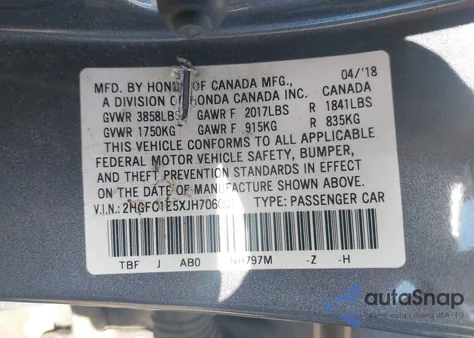 MFD. BY HONDA OF CANADA MFG., 04/'18
A DIVISION OF HONDA CANADA INC. CANADA
GVWR 3858LBS GAWR F 2017LBS R 1841LBS
GVWR 1750KG GAWR F 915KG R 835KG
THIS VEHICLE CONFORMS TO ALL APPLICABLE
FEDERAL MOTOR VEHICLE SAFETY, BUMPER,
AND THEFT PREVENTION STANDARDS IN EFFECT
ON THE DATE OF MANUFACTURE SHOWN ABOVE.
V.I.N.: TYPE: PASSENGER CAR
TBF J AB0 NH797M -Z -H
autoSnap